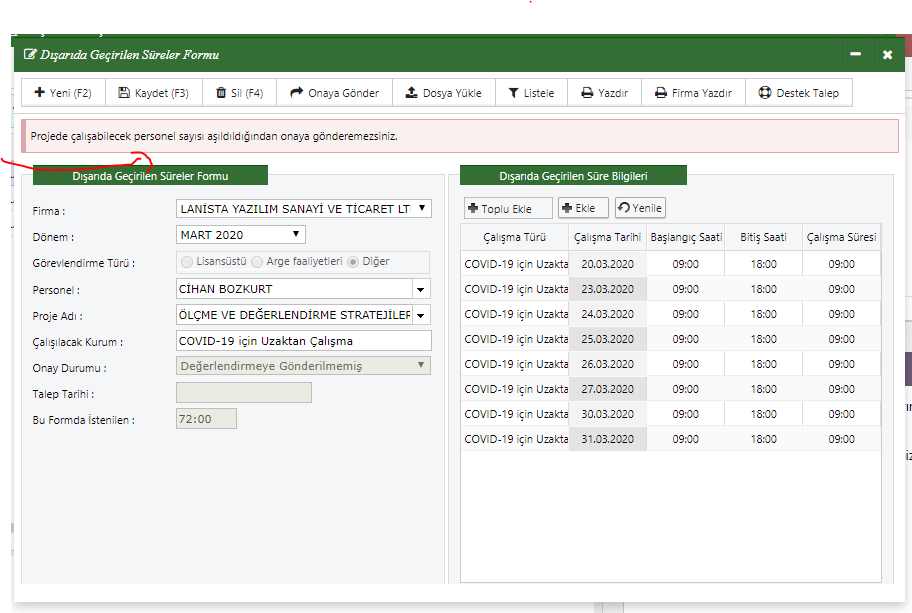 Dışarıda Geçirilen Süreler Formu
Yeni (F2) Kaydet (F3) Sil (F4) Onaya Gönder Dosya Yükle Listele Yazdır Firma Yazdır Destek Talep
Projede çalışabilecek personel sayısı aşıldıldığından onaya gönderemezsiniz.
Dışarıda Geçirilen Süreler Formu
Firma : LANİSTA YAZILIM SANAYİ VE TİCARET LT
Dönem : MART 2020
Görevlendirme Türü : Lisansüstü Arge faaliyetleri Diğer
Personel : CİHAN BOZKURT
Proje Adı : ÖLÇME VE DEĞERLENDİRME STRATEJİLER
Çalışılacak Kurum : COVID-19 için Uzaktan Çalışma
Onay Durumu : Değerlendirmeye Gönderilmemiş
Talep Tarihi :
Bu Formda İstenilen : 72:00
Dışarıda Geçirilen Süre Bilgileri
Toplu Ekle Ekle Yenile
Çalışma Türü Çalışma Tarihi Başlangıç Saati Bitiş Saati Çalışma Süresi
COVID-19 için Uzakta 20.03.2020 09:00 18:00 09:00
COVID-19 için Uzakta 23.03.2020 09:00 18:00 09:00
COVID-19 için Uzakta 24.03.2020 09:00 18:00 09:00
COVID-19 için Uzakta 25.03.2020 09:00 18:00 09:00
COVID-19 için Uzakta 26.03.2020 09:00 18:00 09:00
COVID-19 için Uzakta 27.03.2020 09:00 18:00 09:00
COVID-19 için Uzakta 30.03.2020 09:00 18:00 09:00
COVID-19 için Uzakta 31.03.2020 09:00 18:00 09:00